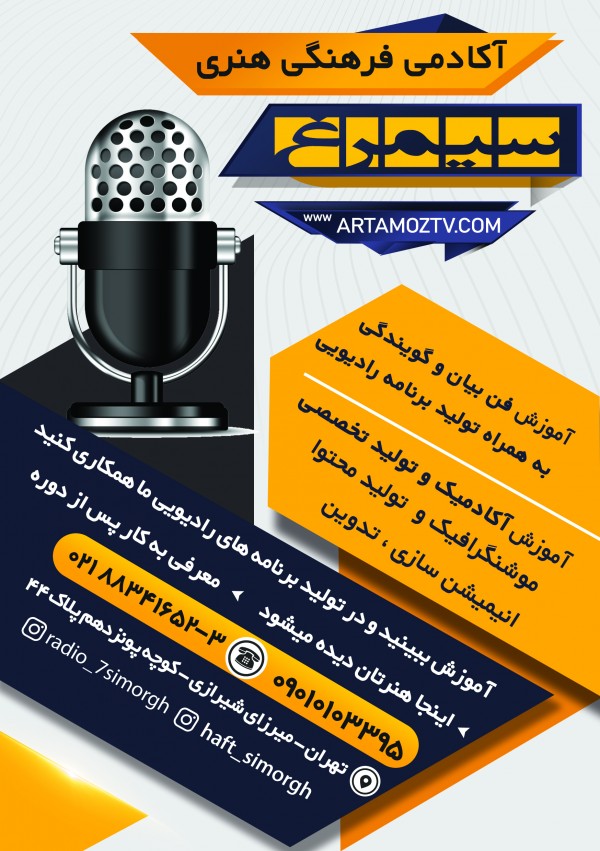 آکادمی فرهنگی هنری
سیمرغ
www ARTAMOZTV.COM
آموزش فن بیان و گویندگی
به همراه تولید برنامه رادیویی
آموزش آکادمیک و تولید تخصصی
موشنگرافیک و تولید محتوا
انیمیشن سازی ، تدوین
آموزش ببینید و در تولید برنامه های رادیویی ما همکاری کنید
اینجا هنرتان دیده میشود
معرفی به کار پس از دوره
۰۹۰۱۰۱۰۳۳۹۵
۰۲۱ ۸۸۳۴۱۶۵۲-۳
تهران - میرزای شیرازی - کوچه پونزدهم پلاک ۴۴
radio_7simorgh
haft_simorgh